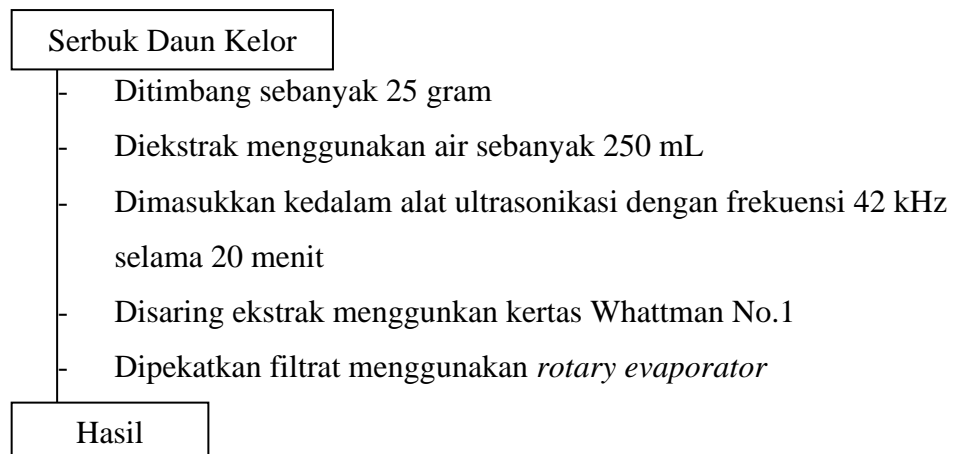 Serbuk Daun Kelor
- Ditimbang sebanyak 25 gram
- Diekstrak menggunakan air sebanyak 250 mL
- Dimasukkan kedalam alat ultrasonikasi dengan frekuensi 42 kHz
selama 20 menit
- Disaring ekstrak menggunkan kertas Whattman No.1
- Dipekatkan filtrat menggunakan rotary evaporator
Hasil